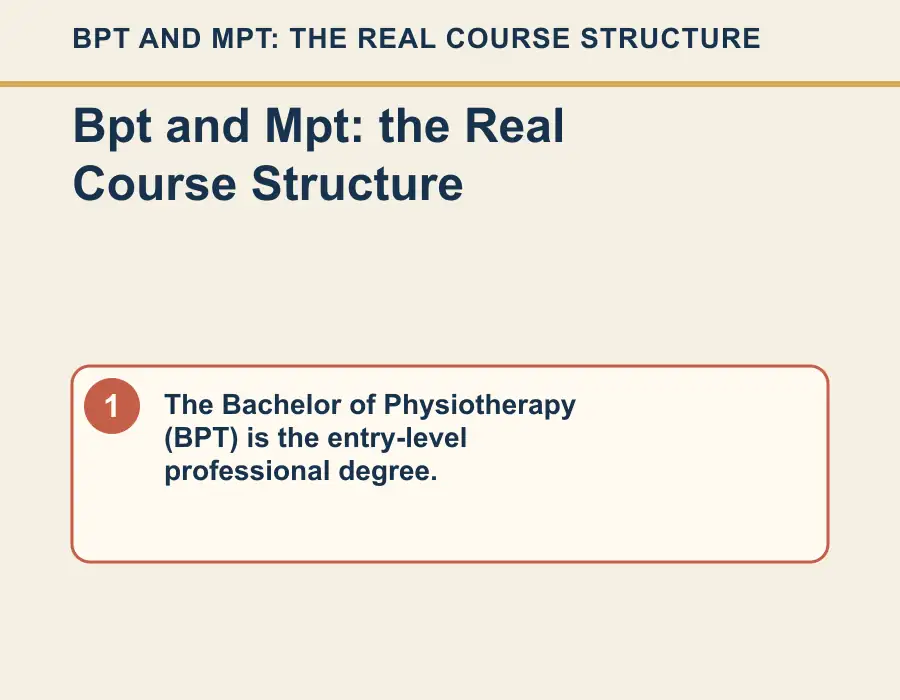 BPT AND MPT: THE REAL COURSE STRUCTURE
Bpt and Mpt: the Real
Course Structure
1
The Bachelor of Physiotherapy
(BPT) is the entry-level
professional degree.